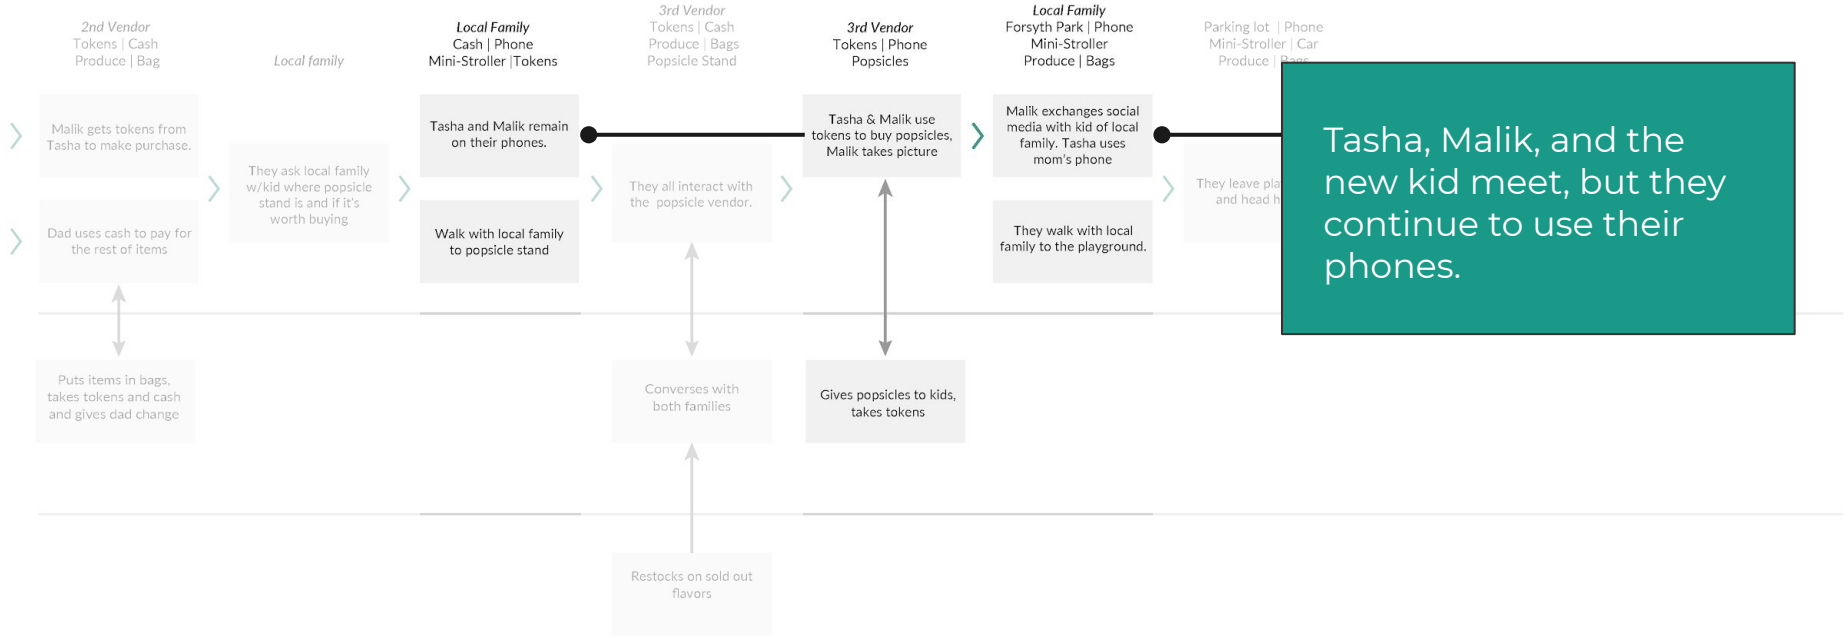 2nd Vendor
Tokens | Cash
Produce | Bag
Local family
Local Family
Cash | Phone
Mini-Stroller |Tokens
3rd Vendor
Tokens | Cash
Produce | Bags
Popsicle Stand
3rd Vendor
Tokens | Phone
Popsicles
Local Family
Forsyth Park | Phone
Mini-Stroller
Produce | Bags
Parking lot | Phone
Mini-Stroller | Car
Produce | Bags
Malik gets tokens from
Tasha to make purchase.
Dad uses cash to pay for
the rest of items
They ask local family
w/kid where popsicle
stand is and if it's
worth buying
Tasha and Malik remain
on their phones.
Walk with local family
to popsicle stand
They all interact with
the popsicle vendor.
Tasha & Malik use
tokens to buy popsicles,
Malik takes picture
Malik exchanges social
media with kid of local
family. Tasha uses
mom's phone
They walk with local
family to the playground.
They leave
and head
Tasha, Malik, and the
new kid meet, but they
continue to use their
phones.
Puts items in bags,
takes tokens and cash
and gives dad change
Converses with
both families
Gives popsicles to kids,
takes tokens
Restocks on sold out
flavors